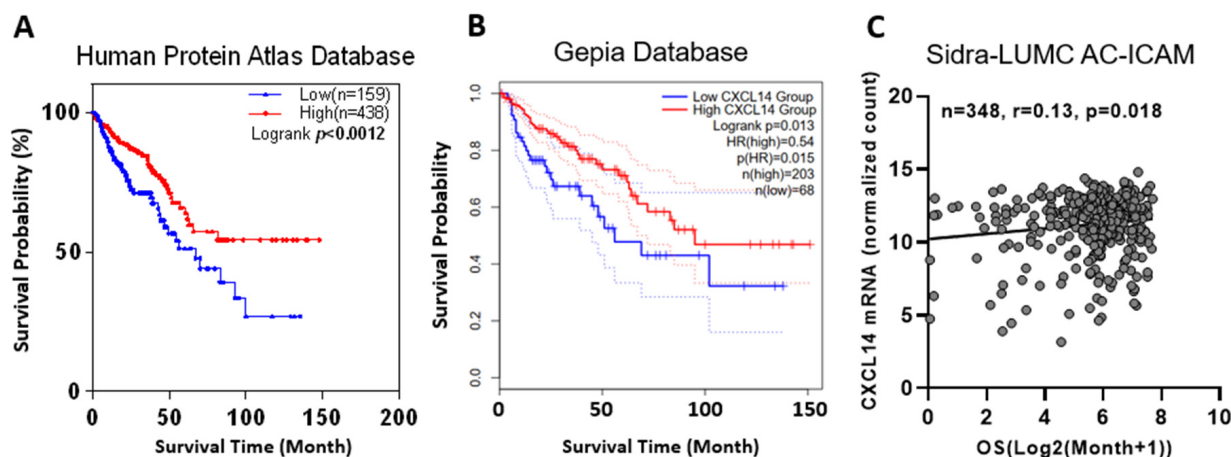 A
Human Protein Atlas Database
Low(n=159)
High(n=438)
Logrank p<0.0012
Survival Probability (%)
100
50
0
0 50 100 150 200
Survival Time (Month)
B
Gepia Database
Low CXCL14 Group
High CXCL14 Group
Logrank p=0.013
HR(high)=0.54
p(HR)=0.015
n(high)=203
n(low)=68
Survival Probability
1.0
0.8
0.6
0.4
0.2
0.0
0 50 100 150
Survival Time (Month)
C
Sidra-LUMC AC-ICAM
n=348, r=0.13, p=0.018
CXCL14 mRNA (normalized count)
20
15
10
5
0
0 2 4 6 8 10
OS(Log2(Month+1))